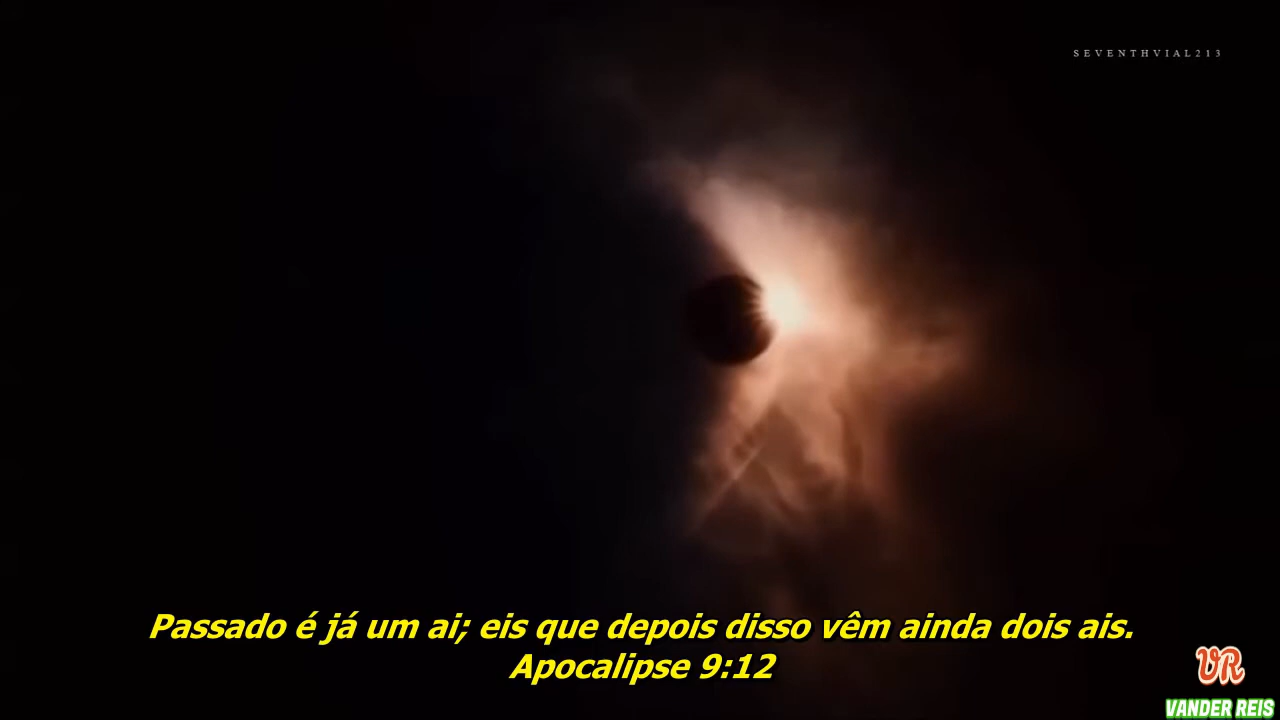 SEVENTHVIAL213
Passado é já um ai; eis que depois disso vêm ainda dois ais.
Apocalipse 9:12
VR
VANDER REIS